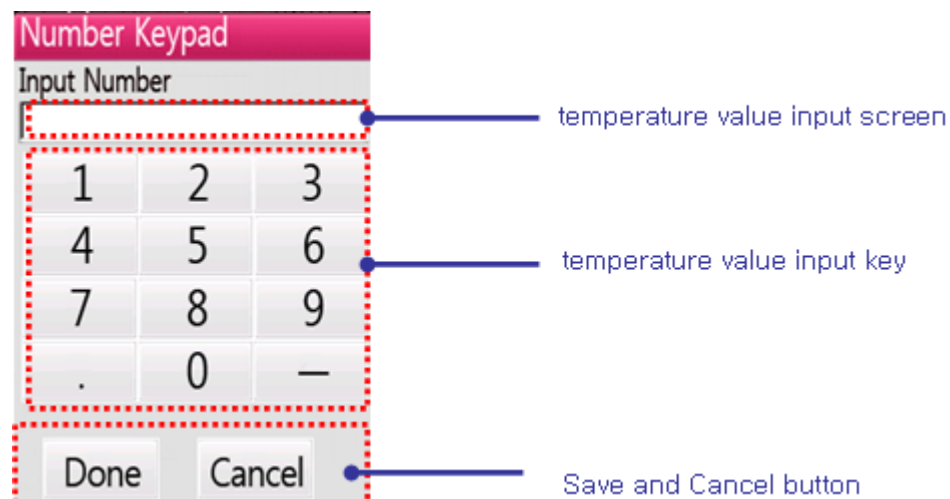 Number Keypad
Input Number
temperature value input screen
1 2 3
4 5 6
temperature value input key
7 8 9
. 0 —
Done Cancel
Save and Cancel button